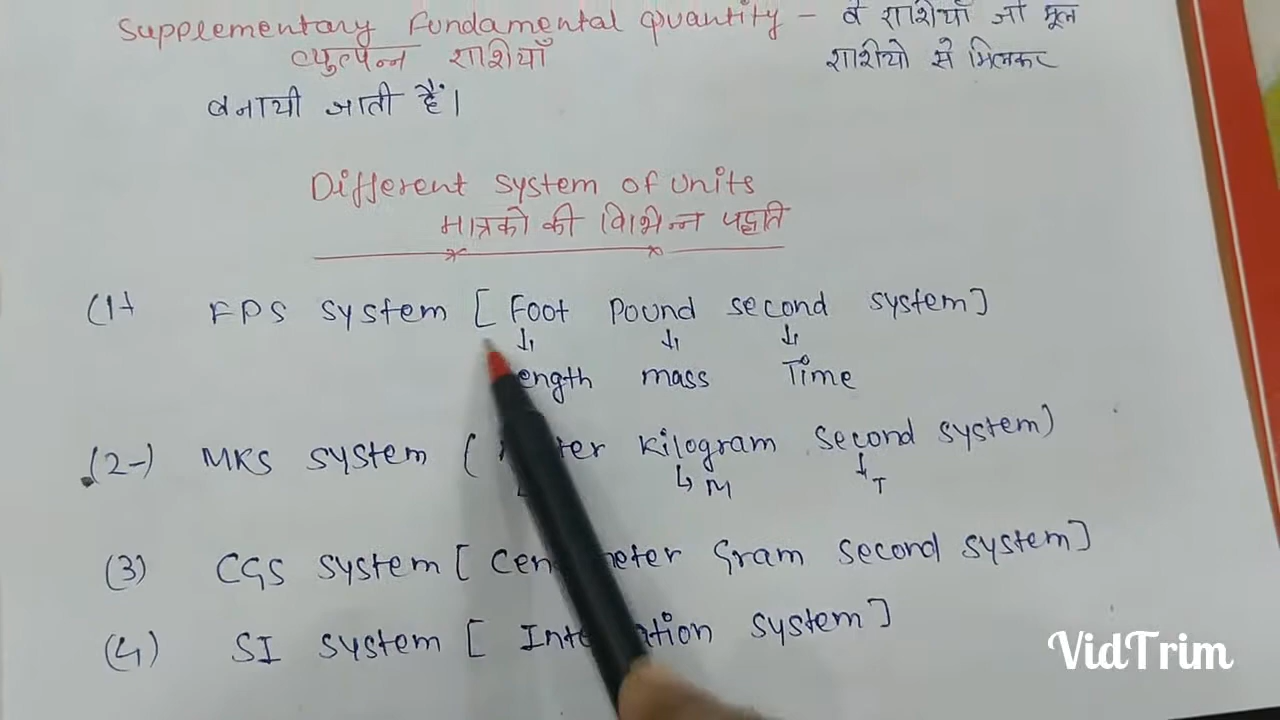 Supplementary Fundamental quantity - वे राशियाँ जो मूल
व्युत्पन्न राशियाँ राशीयो से मिलकर
बनायी जाती हैं।
Different system of units
मात्रको की विभिन्न पद्धति
(1) FPS system [Foot Pound second system]
ength mass Time
(2-) MKS system ( ter kilogram second system)
M T
(3) CGS system [Cen meter Gram second system]
(4) SI system [ Inte ation system]
VidTrim